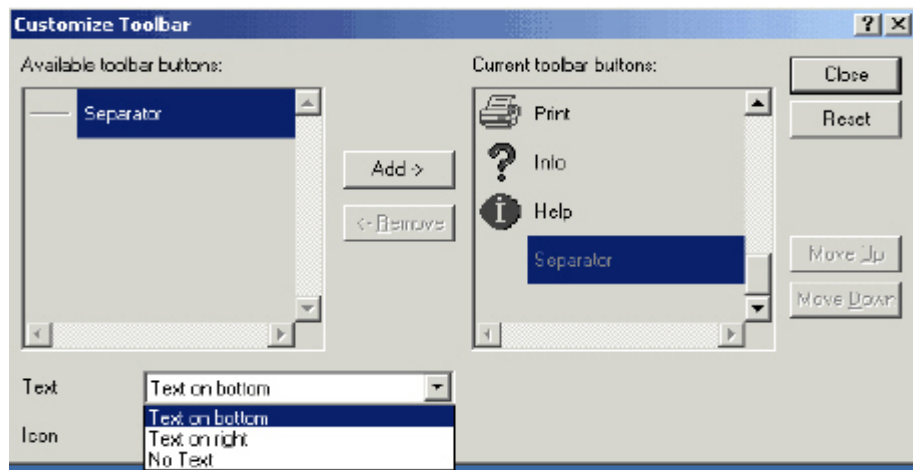 Customize Toolbar
Available toolbar buttons:
Current toolbar buttons:
Close
Separator
Print
Reset
Add ->
Info
<- Remove
Help
Separator
Move Up
Move Down
Text
Text on bottom
Text on bottom
Icon
Text on right
No Text